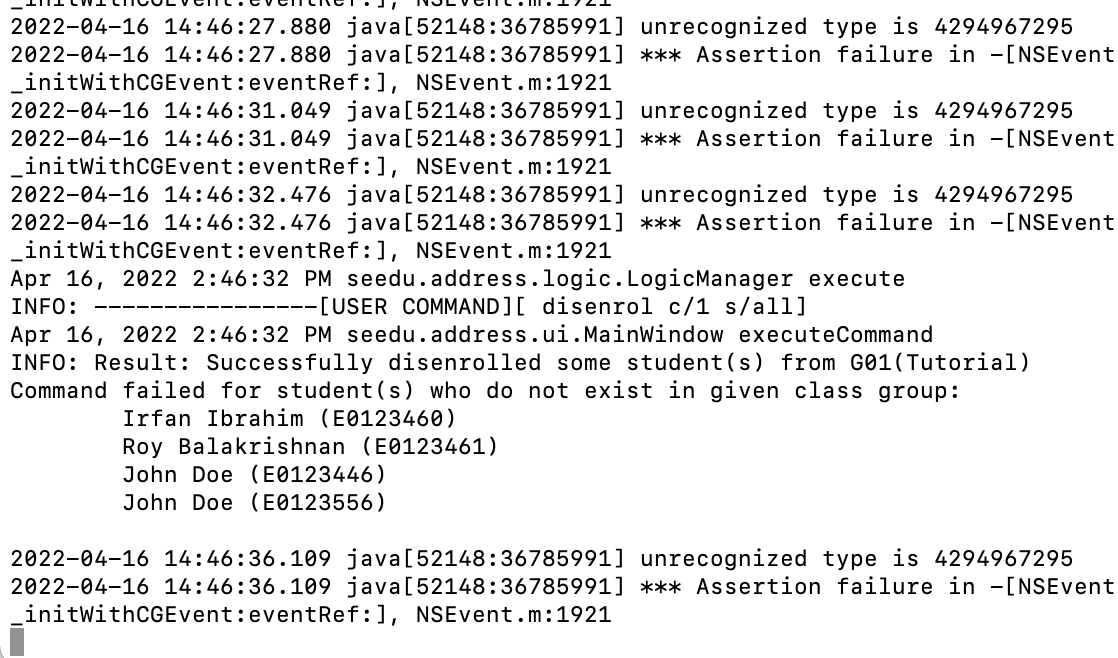 _initWithCGEvent:eventRef:], NSEvent.m:1921
2022-04-16 14:46:27.880 java[52148:36785991] unrecognized type is 4294967295
2022-04-16 14:46:27.880 java[52148:36785991] *** Assertion failure in -[NSEvent
_initWithCGEvent:eventRef:], NSEvent.m:1921
2022-04-16 14:46:31.049 java[52148:36785991] unrecognized type is 4294967295
2022-04-16 14:46:31.049 java[52148:36785991] *** Assertion failure in -[NSEvent
_initWithCGEvent:eventRef:], NSEvent.m:1921
2022-04-16 14:46:32.476 java[52148:36785991] unrecognized type is 4294967295
2022-04-16 14:46:32.476 java[52148:36785991] *** Assertion failure in -[NSEvent
_initWithCGEvent:eventRef:], NSEvent.m:1921
Apr 16, 2022 2:46:32 PM seedu.address.logic.LogicManager execute
INFO: ----------------[USER COMMAND][ disenrol c/1 s/all]
Apr 16, 2022 2:46:32 PM seedu.address.ui.MainWindow executeCommand
INFO: Result: Successfully disenrolled some student(s) from G01(Tutorial)
Command failed for student(s) who do not exist in given class group:
        Irfan Ibrahim (E0123460)
        Roy Balakrishnan (E0123461)
        John Doe (E0123446)
        John Doe (E0123556)

2022-04-16 14:46:36.109 java[52148:36785991] unrecognized type is 4294967295
2022-04-16 14:46:36.109 java[52148:36785991] *** Assertion failure in -[NSEvent
_initWithCGEvent:eventRef:], NSEvent.m:1921